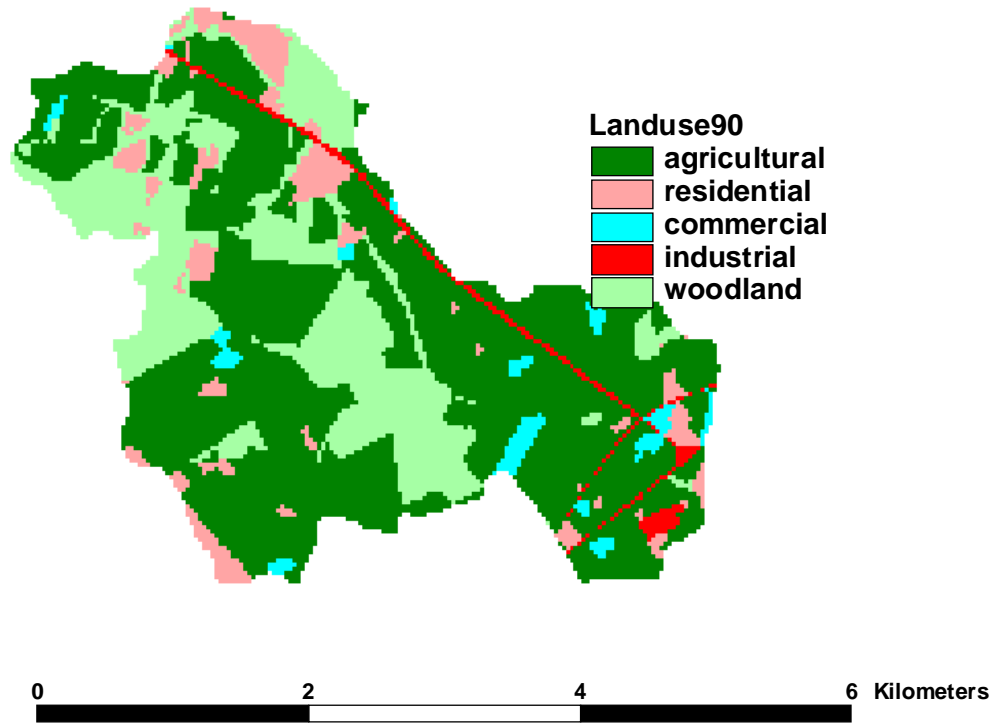 Landuse90
agricultural
residential
commercial
industrial
woodland
0 2 4 6 Kilometers